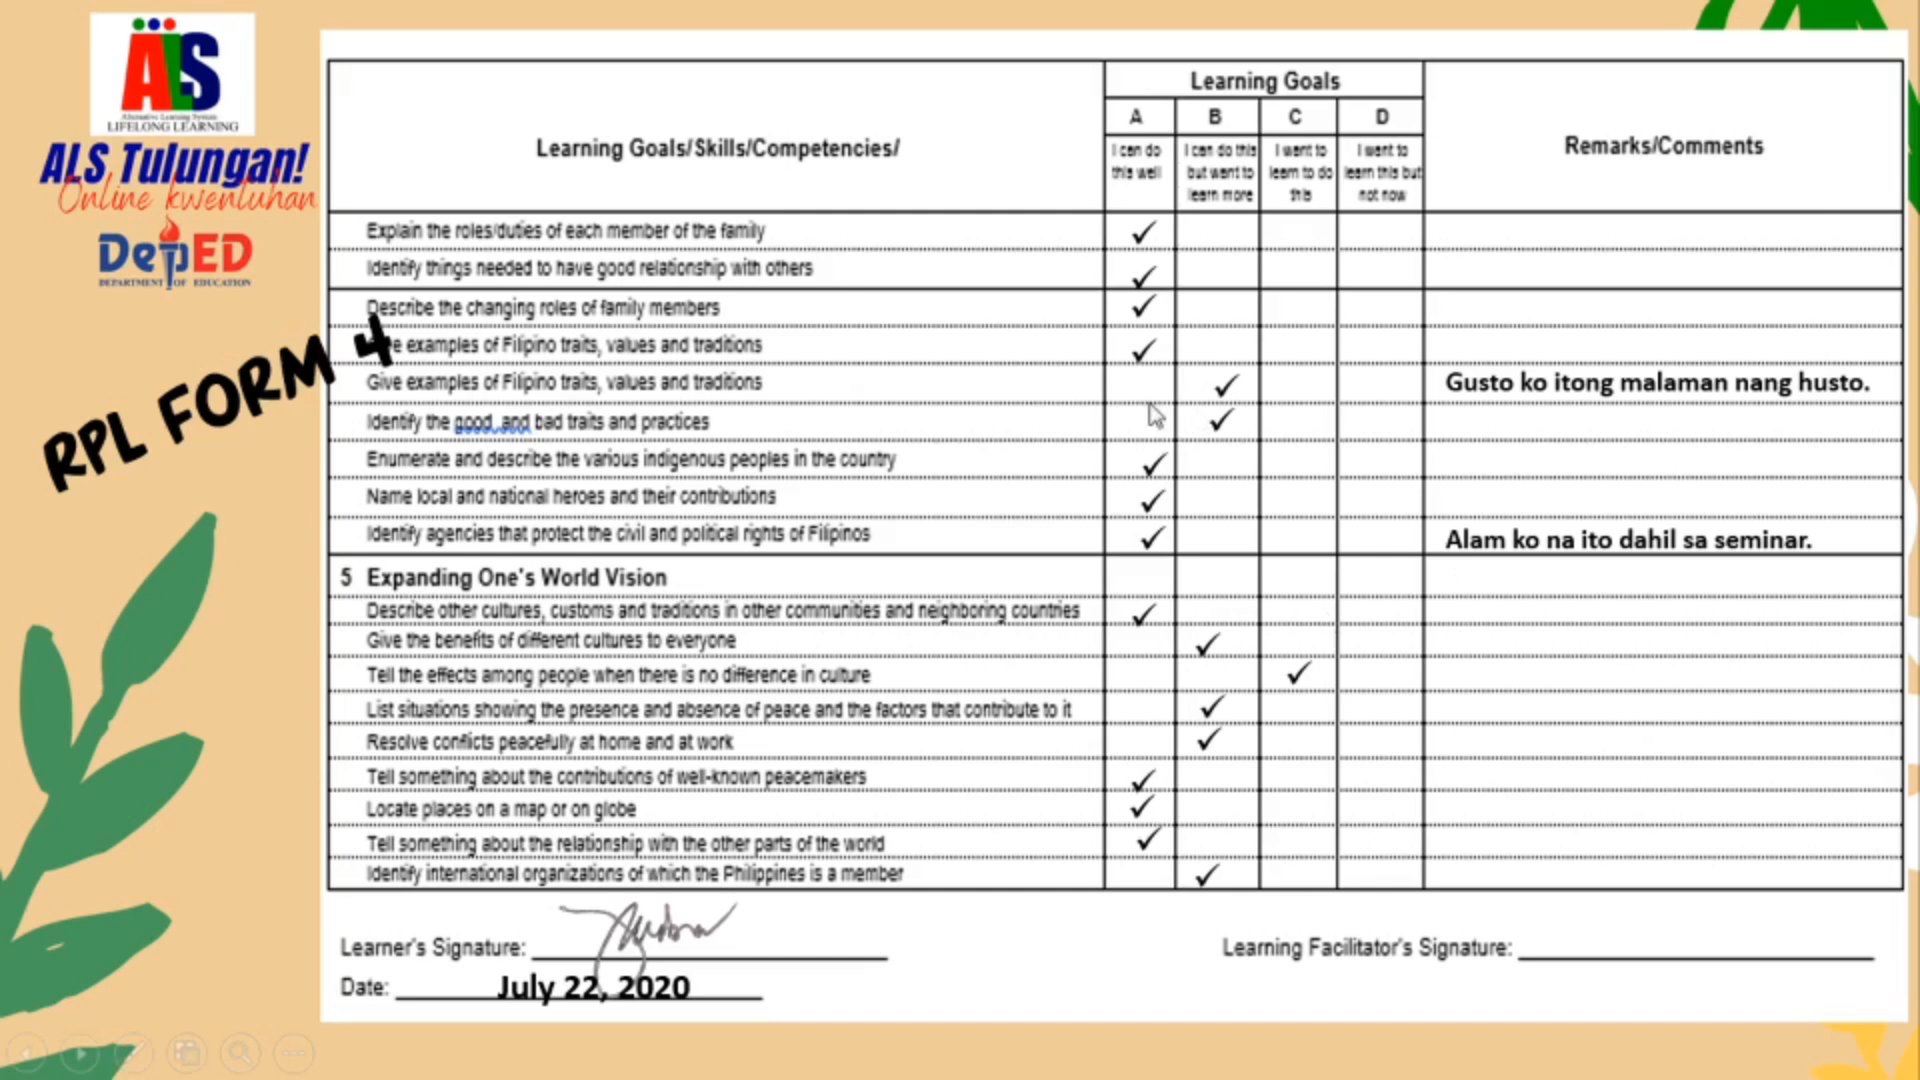 ALS
Alternative Learning System
LIFELONG LEARNING
ALS Tulungan!
Online kwentuhan
DepED
DEPARTMENT OF EDUCATION
RPL FORM 4
Learning Goals/Skills/Competencies/
Learning Goals
Remarks/Comments
A
B
C
D
I can do
this well
I can do this
but want to
learn more
I want to
learn to do
this
I want to
learn this but
not now
Explain the roles/duties of each member of the family ✓
Identify things needed to have good relationship with others ✓
Describe the changing roles of family members ✓
examples of Filipino traits, values and traditions ✓
Give examples of Filipino traits, values and traditions ✓ Gusto ko itong malaman nang husto.
Identify the good and bad traits and practices ✓
Enumerate and describe the various indigenous peoples in the country ✓
Name local and national heroes and their contributions ✓
Identify agencies that protect the civil and political rights of Filipinos ✓ Alam ko na ito dahil sa seminar.
5 Expanding One's World Vision
Describe other cultures, customs and traditions in other communities and neighboring countries ✓
Give the benefits of different cultures to everyone ✓
Tell the effects among people when there is no difference in culture ✓
List situations showing the presence and absence of peace and the factors that contribute to it ✓
Resolve conflicts peacefully at home and at work ✓
Tell something about the contributions of well-known peacemakers ✓
Locate places on a map or on globe ✓
Tell something about the relationship with the other parts of the world ✓
Identify international organizations of which the Philippines is a member ✓
Learner's Signature:
Learning Facilitator's Signature:
Date: July 22, 2020